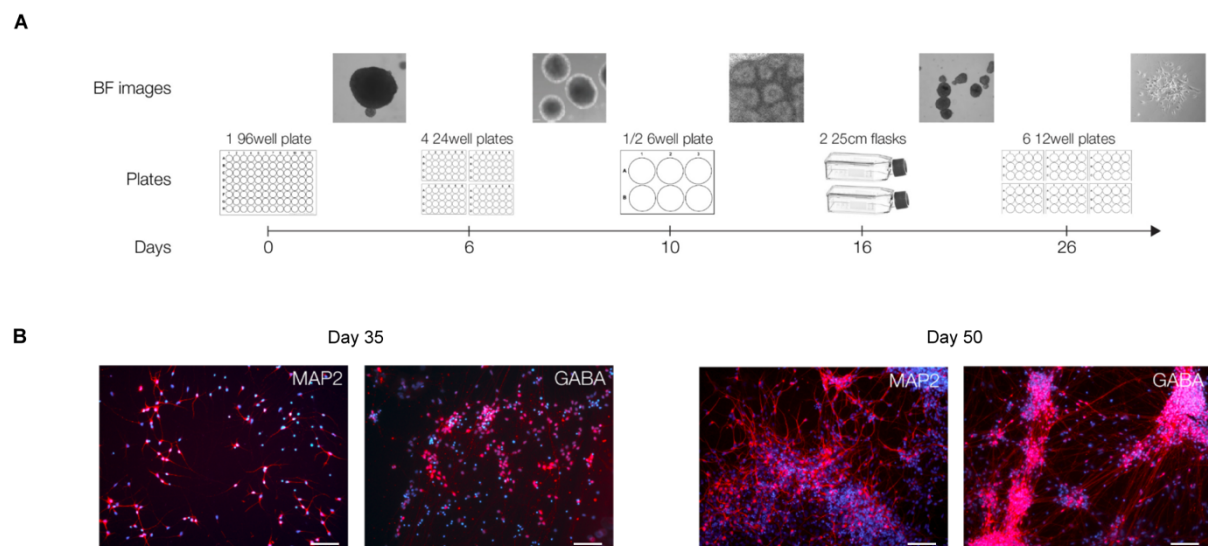 A
BF images
1 96well plate
4 24well plates
1/2 6well plate
2 25cm flasks
6 12well plates
Plates
Days
0
6
10
16
26
B
Day 35
Day 50
MAP2
GABA
MAP2
GABA